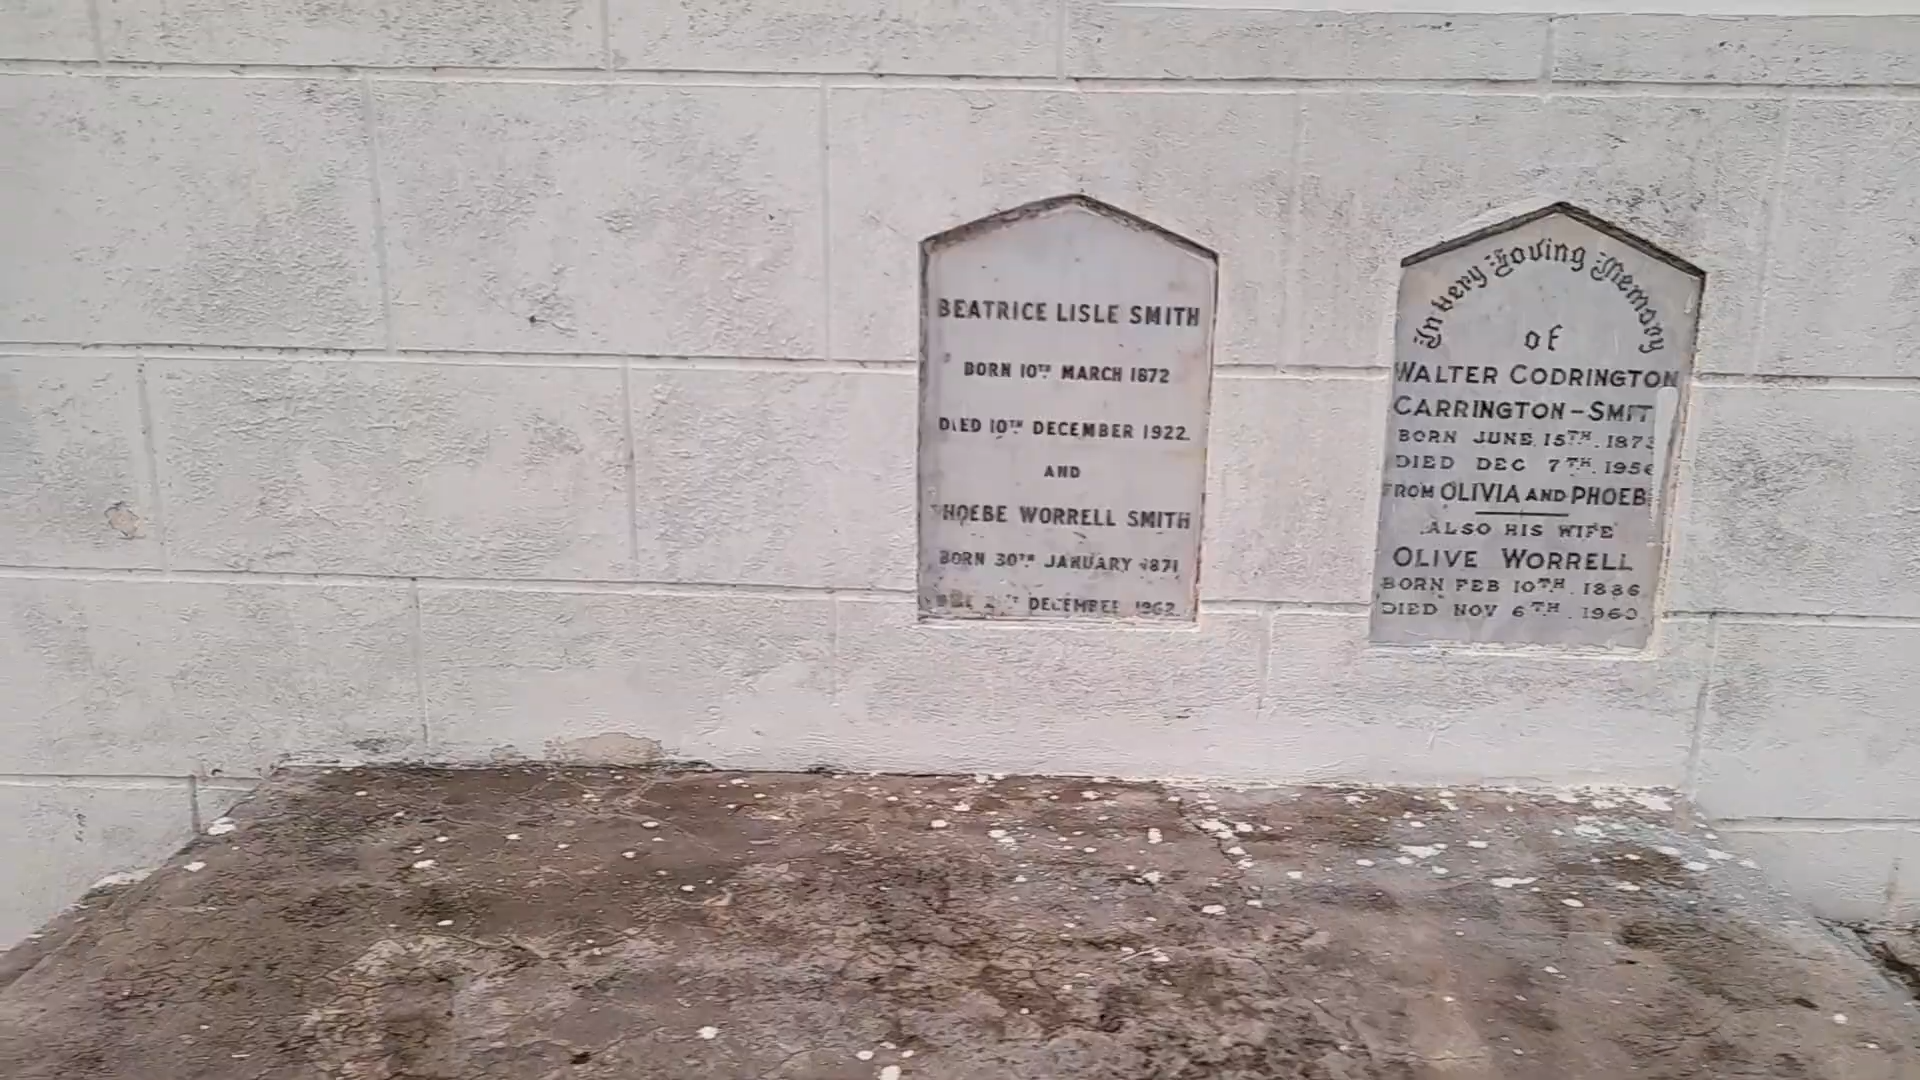 BEATRICE LISLE SMITH
BORN 10TH MARCH 1872
DIED 10TH DECEMBER 1922.
AND
PHOEBE WORRELL SMITH
BORN 30TH JANUARY 1871
DECEMBER 1962
In very Loving Memory
of
WALTER CODRINGTON
CARRINGTON-SMIT
BORN JUNE. 15TH. 1873
DIED DEC 7TH. 1956
FROM OLIVIA AND PHOEBE
ALSO HIS WIFE
OLIVE WORRELL
BORN FEB 10TH. 1886
DIED NOV 6TH. 1960